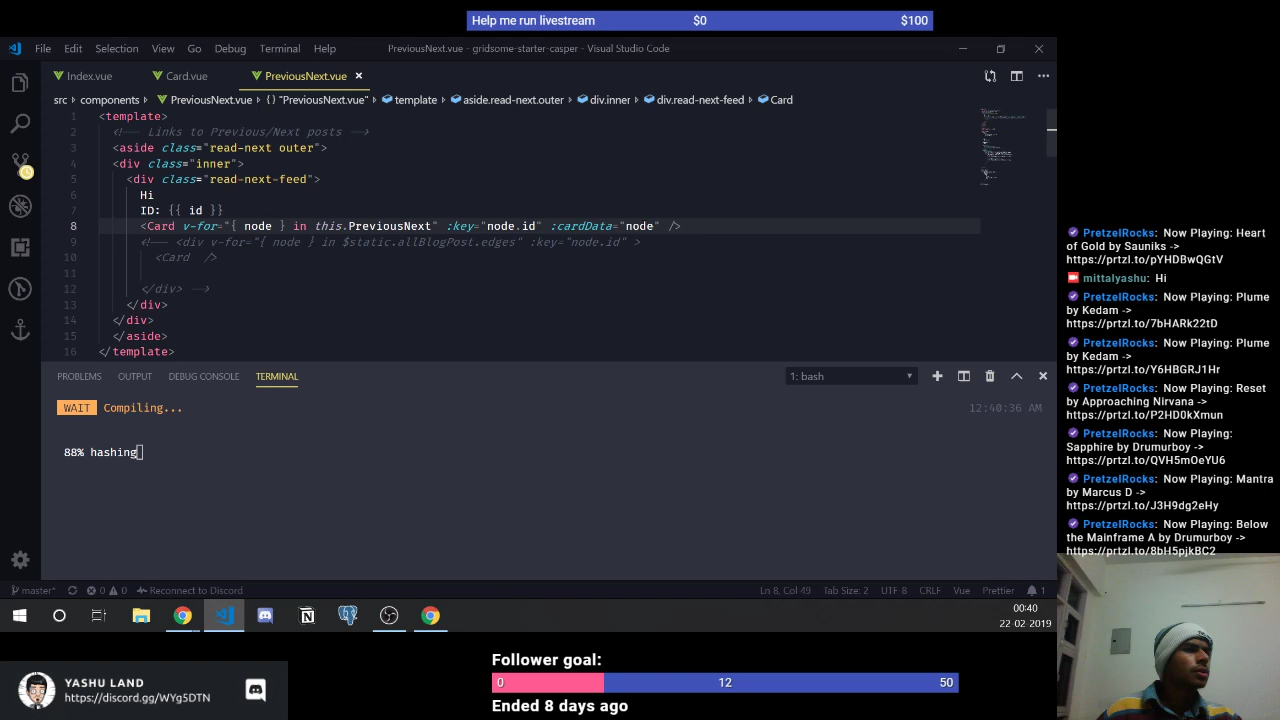 Help me run livestream $0 $100
File Edit Selection View Go Debug Terminal Help PreviousNext.vue - gridsome-starter-casper - Visual Studio Code
Index.vue Card.vue PreviousNext.vue ×
src › components › PreviousNext.vue › {} "PreviousNext.vue" › template › aside.read-next.outer › div.inner › div.read-next-feed › Card
1 <template>
2 <!-- Links to Previous/Next posts -->
3 <aside class="read-next outer">
4 <div class="inner">
5 <div class="read-next-feed">
6 Hi
7 ID: {{ id }}
8 <Card v-for="{ node } in this.PreviousNext" :key="node.id" :cardData="node" />
9 <!-- <div v-for="{ node } in $static.allBlogPost.edges" :key="node.id" >
10 <Card />
11
12 </div> -->
13 </div>
14 </div>
15 </aside>
16 </template>
PROBLEMS OUTPUT DEBUG CONSOLE TERMINAL 1: bash
WAIT Compiling... 12:40:36 AM
88% hashing
master* 0 0 Reconnect to Discord Ln 8, Col 49 Tab Size: 2 UTF 8 CRLF Vue Prettier 1
00:40
22-02-2019
PretzelRocks: Now Playing: Heart
of Gold by Sauniks ->
https://prtzl.to/pYHDBwQGtV
mittalyashu: Hi
PretzelRocks: Now Playing: Plume
by Kedam ->
https://prtzl.to/7bHARk22tD
PretzelRocks: Now Playing: Plume
by Kedam ->
https://prtzl.to/Y6HBGRJ1Hr
PretzelRocks: Now Playing: Reset
by Approaching Nirvana ->
https://prtzl.to/P2HD0kXmun
PretzelRocks: Now Playing:
Sapphire by Drumurboy ->
https://prtzl.to/QVH5mOeYU6
PretzelRocks: Now Playing: Mantra
by Marcus D ->
https://prtzl.to/J3H9dg2eHy
PretzelRocks: Now Playing: Below
the Mainframe A by Drumurboy ->
https://prtzl.to/8bH5pjkBC2
YASHU LAND
https://discord.gg/WYg5DTN
Follower goal:
0 12 50
Ended 8 days ago